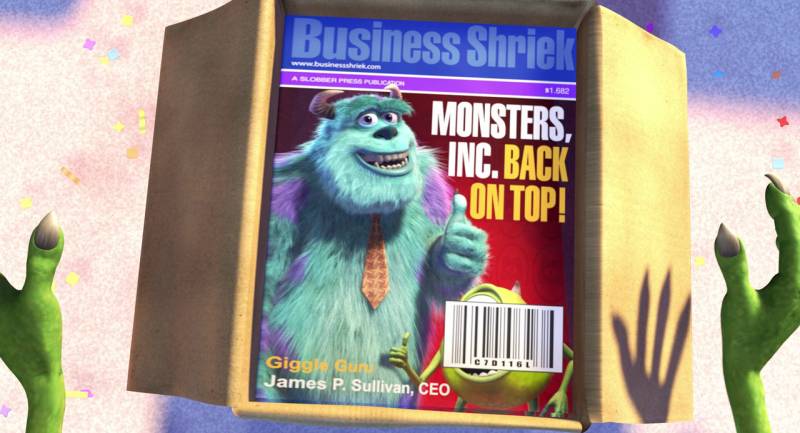 Business Shriek
www.businessshriek.com
A SLOBBER PRESS PUBLICATION
$1.682
MONSTERS,
INC. BACK
ON TOP!
C7D116L
Giggle Guru
James P. Sullivan, CEO